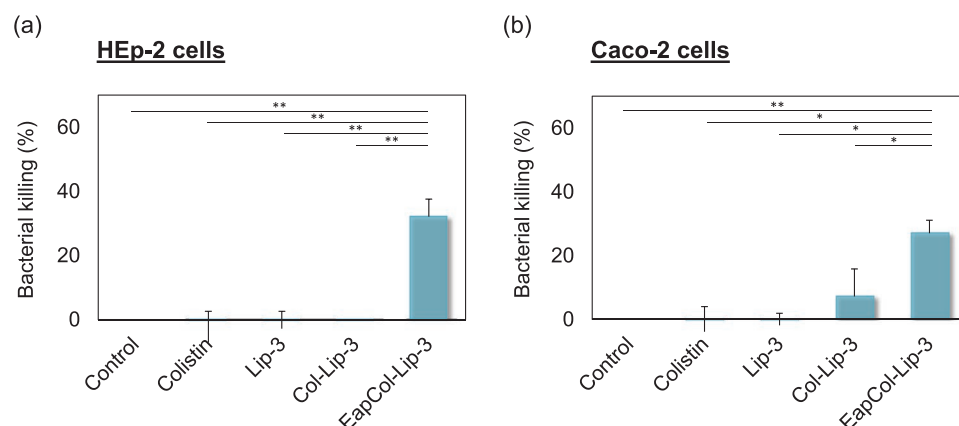 (a)
HEp-2 cells
Bacterial killing (%)
60
40
20
0
**
**
**
**
Control
Colistin
Lip-3
Col-Lip-3
EapCol-Lip-3
(b)
Caco-2 cells
Bacterial killing (%)
60
40
20
0
**
*
*
*
Control
Colistin
Lip-3
Col-Lip-3
EapCol-Lip-3